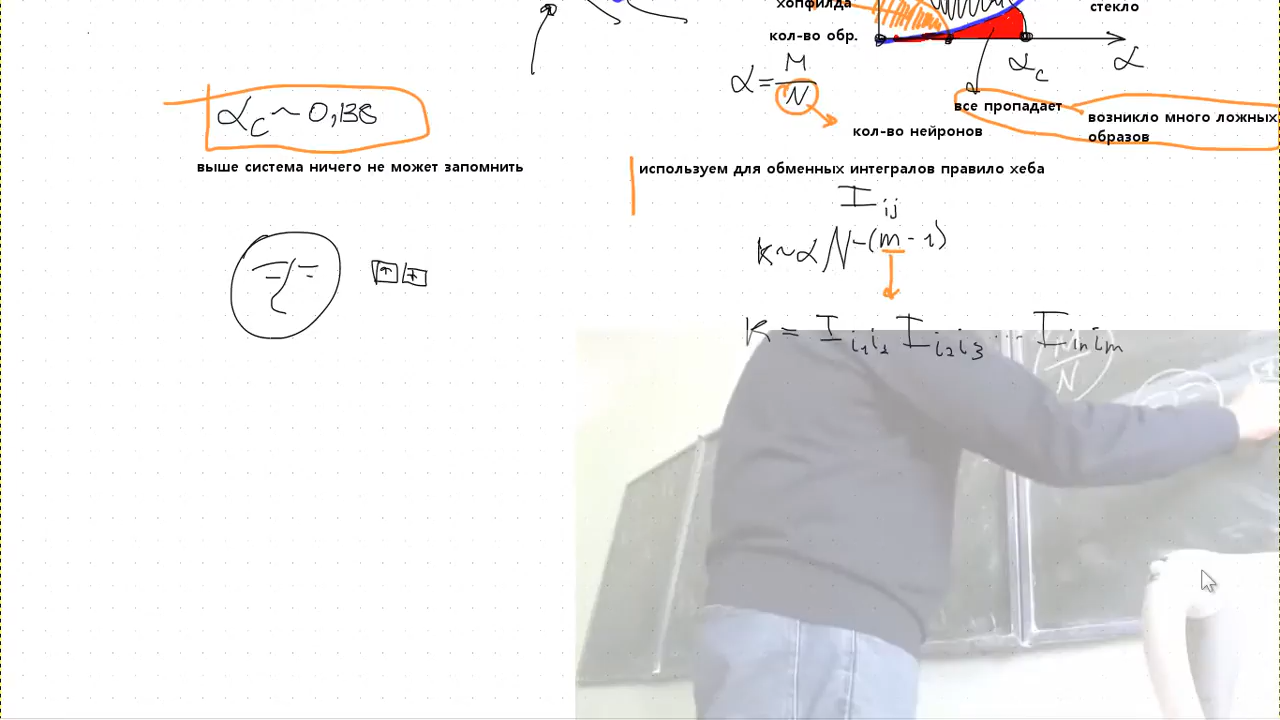 хопфилда
стекло
кол-во обр.
α = M/N
α_c
α
α_c ~ 0,138
все пропадает
возникло много ложных
образов
кол-во нейронов
выше система ничего не может запомнить
используем для обменных интегралов правило хеба
I_ij
K ~ α N^-(m-1)
K = I_i₁i₂ I_i₂i₃ ... I_iₙiₘ